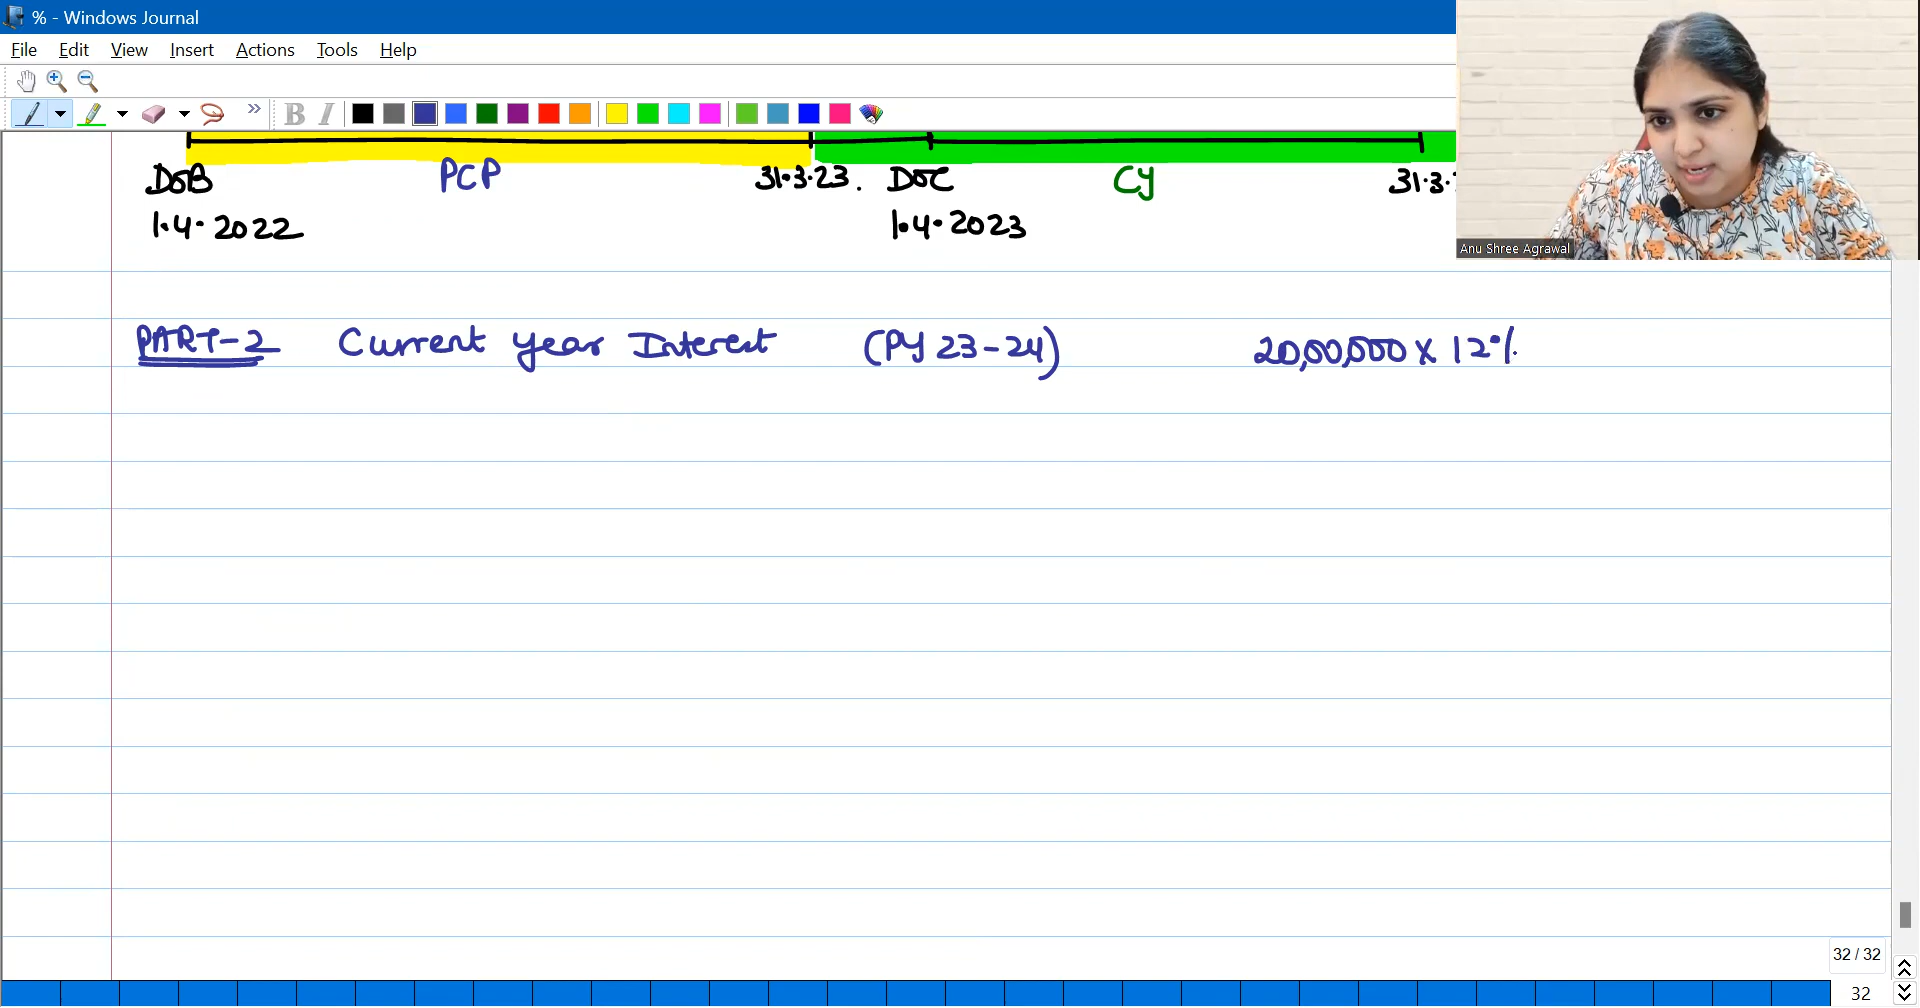 % - Windows Journal
File Edit View Insert Actions Tools Help
B I
DOB PCP 31.3.23. DOC CY 31.3.
1.4.2022 1.4.2023
Anu Shree Agrawal
PART-2 Current year Interest (PY 23-24) 20,00,000 x 12%
32 / 32
32